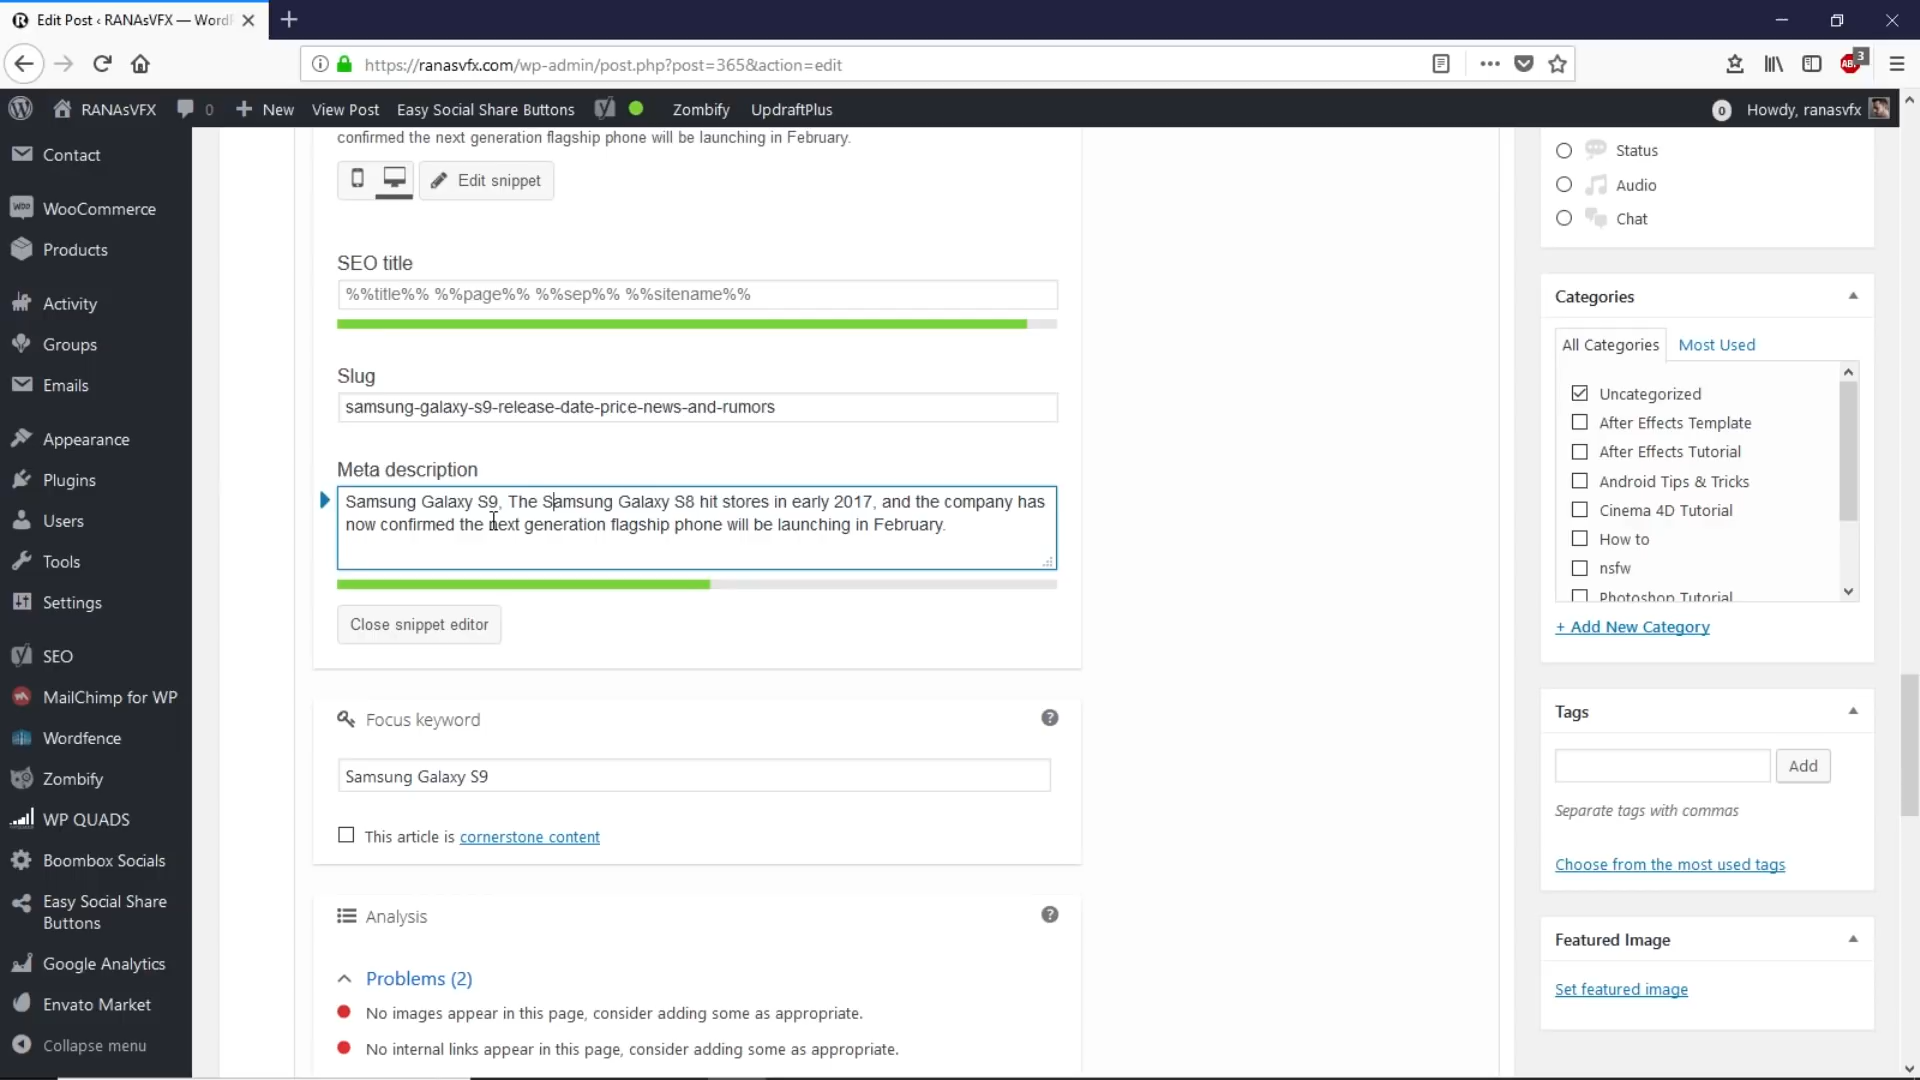 Edit Post ‹ RANAsVFX — Word
https://ranasvfx.com/wp-admin/post.php?post=365&action=edit
3
RANAsVFX 0 New View Post Easy Social Share Buttons Zombify UpdraftPlus 0 Howdy, ranasvfx
Contact
WooCommerce
Products
Activity
Groups
Emails
Appearance
Plugins
Users
Tools
Settings
SEO
MailChimp for WP
Wordfence
Zombify
WP QUADS
Boombox Socials
Easy Social Share
Buttons
Google Analytics
Envato Market
Collapse menu
confirmed the next generation flagship phone will be launching in February.
Edit snippet
SEO title
%%title%% %%page%% %%sep%% %%sitename%%
Slug
samsung-galaxy-s9-release-date-price-news-and-rumors
Meta description
Samsung Galaxy S9, The Samsung Galaxy S8 hit stores in early 2017, and the company has
now confirmed the next generation flagship phone will be launching in February.
Close snippet editor
Focus keyword
Samsung Galaxy S9
This article is cornerstone content
Analysis
Problems (2)
No images appear in this page, consider adding some as appropriate.
No internal links appear in this page, consider adding some as appropriate.
Status
Audio
Chat
Categories
All Categories Most Used
Uncategorized
After Effects Template
After Effects Tutorial
Android Tips & Tricks
Cinema 4D Tutorial
How to
nsfw
Photoshop Tutorial
+ Add New Category
Tags
Add
Separate tags with commas
Choose from the most used tags
Featured Image
Set featured image